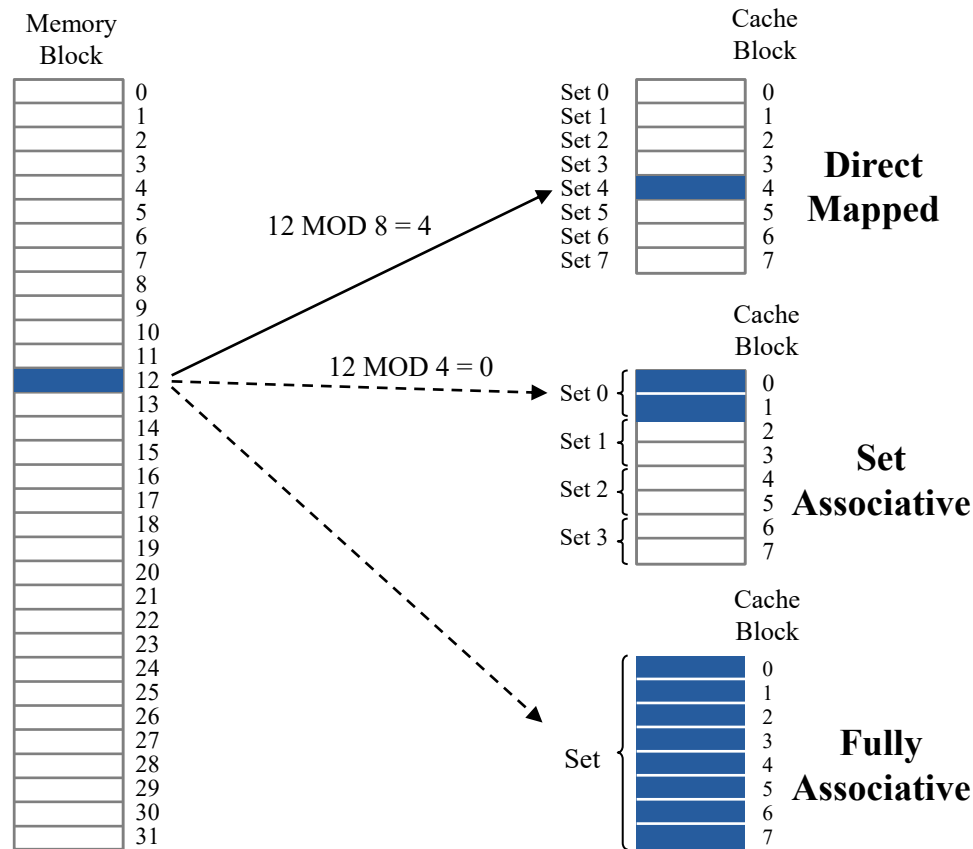 Memory
Block
0
1
2
3
4
5
6
7
8
9
10
11
12
13
14
15
16
17
18
19
20
21
22
23
24
25
26
27
28
29
30
31
12 MOD 8 = 4
12 MOD 4 = 0
Cache
Block
Set 0 0
Set 1 1
Set 2 2
Set 3 3
Set 4 4
Set 5 5
Set 6 6
Set 7 7
Direct
Mapped
Cache
Block
Set 0
0
1
Set 1
2
3
Set 2
4
5
Set 3
6
7
Set
Associative
Cache
Block
Set
0
1
2
3
4
5
6
7
Fully
Associative